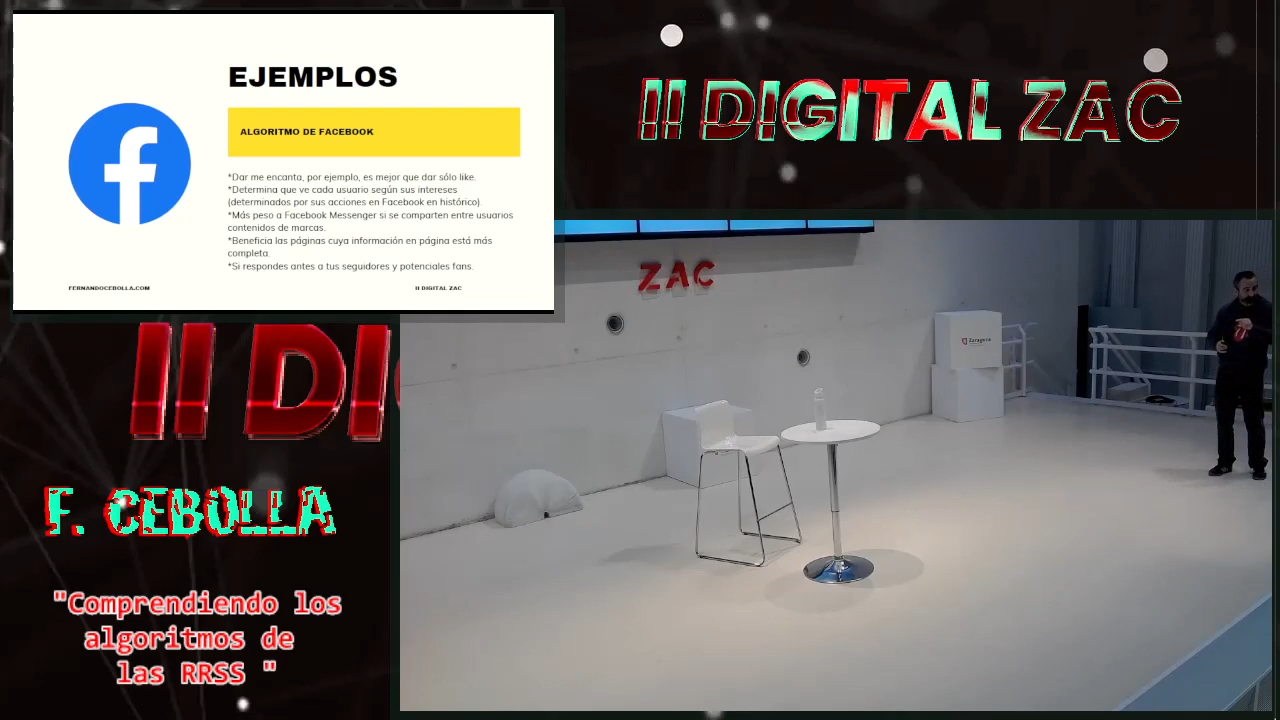 EJEMPLOS
ALGORITMO DE FACEBOOK
*Dar me encanta, por ejemplo, es mejor que dar sólo like.
*Determina que ve cada usuario según sus intereses
(determinados por sus acciones en Facebook en histórico).
*Más peso a Facebook Messenger si se comparten entre usuarios
contenidos de marcas.
*Beneficia las páginas cuya información en página está más
completa.
*Si respondes antes a tus seguidores y potenciales fans.
FERNANDOCEBOLLA.COM
II DIGITAL ZAC
II DIGITAL ZAC
ZAC
Zaragoza
II DI
F. CEBOLLA
"Comprendiendo los
algoritmos de
las RRSS "